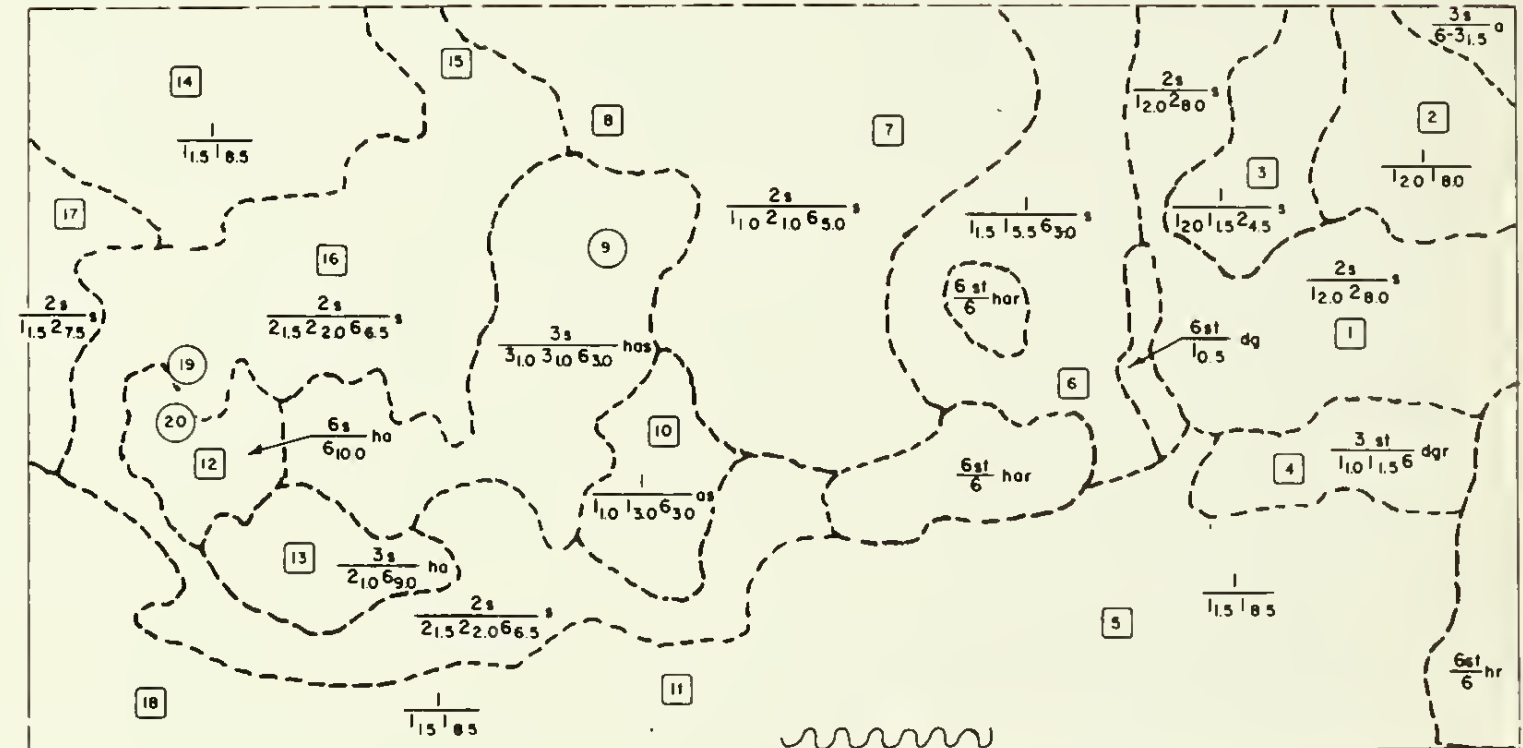 3s
6-3 1.5 a
15
14
2s
1 2.0 2 8.0 s
8
7
2
1
1 1.5 1 8.5
1
1 2.0 1 8.0
3
1
1 2.0 1 1.5 2 4.5 s
17
2s
1 1.0 2 1.0 6 5.0 s
1
1 1.5 1 5.5 6 3.0 s
9
16
2s
1 2.0 2 8.0 s
6 st
6 har
2s
1 1.5 2 7.5 s
2s
2 1.5 2 2.0 6 6.5 s
3s
3 1.0 3 1.0 6 3.0 has
6st
1 0.5 dg
1
19
6
20
6s
6 10.0 ha
10
12
3 st
1 1.0 1 1.5 6 dgr
4
6st
6 har
1
1 1.0 1 3.0 6 3.0 as
13
3s
2 1.0 6 9.0 ha
2s
2 1.5 2 2.0 6 6.5 s
1
1 1.5 1 8.5
5
6st
6 hr
18
11
1
1 1.5 1 8.5